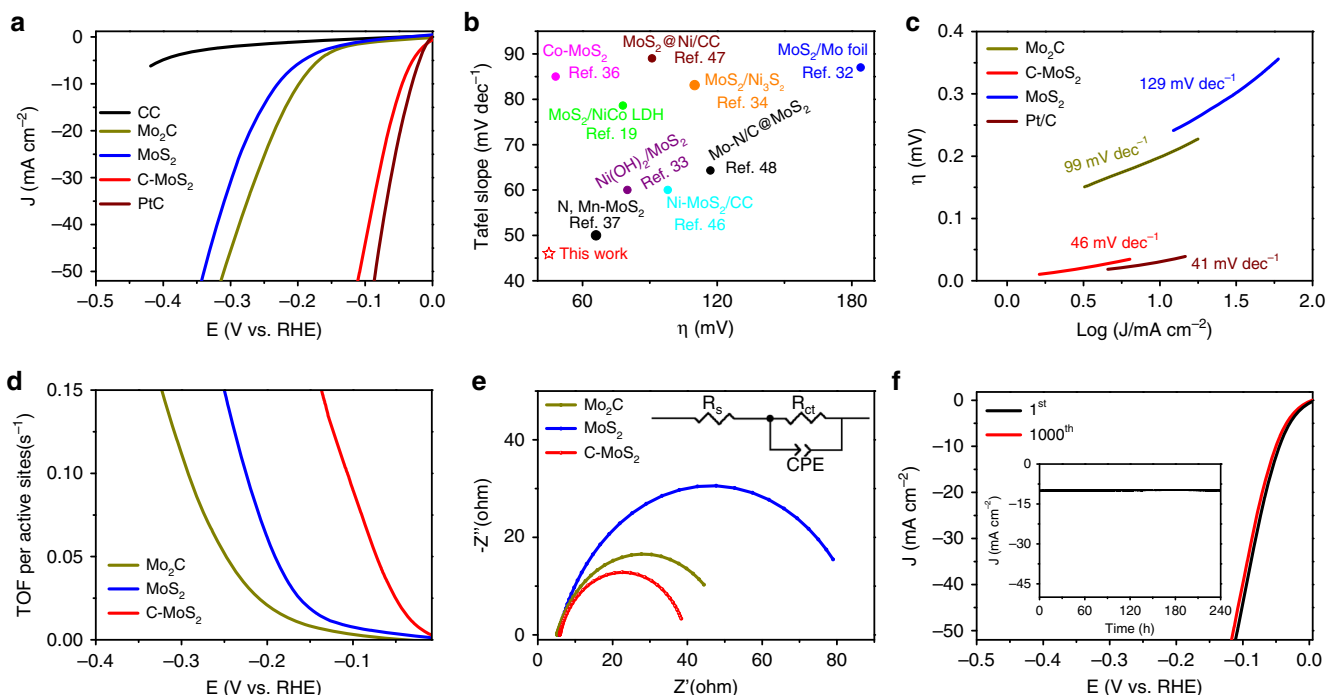 a
J (mA cm⁻²)
0
−10
−20
−30
−40
−50
CC
Mo₂C
MoS₂
C-MoS₂
PtC
−0.5 −0.4 −0.3 −0.2 −0.1 0.0
E (V vs. RHE)
b
Tafel slope (mV dec⁻¹)
90
80
70
60
50
40
Co-MoS₂
Ref. 36
MoS₂@Ni/CC
Ref. 47
MoS₂/Mo foil
Ref. 32
MoS₂/Ni₃S₂
Ref. 34
MoS₂/NiCo LDH
Ref. 19
Mo-N/C@MoS₂
Ref. 48
Ni(OH)₂/MoS₂
Ref. 33
Ni-MoS₂/CC
Ref. 46
N, Mn-MoS₂
Ref. 37
This work
60 120 180
η (mV)
c
η (mV)
0.4
0.3
0.2
0.1
0.0
Mo₂C
C-MoS₂
MoS₂
Pt/C
129 mV dec⁻¹
99 mV dec⁻¹
46 mV dec⁻¹
41 mV dec⁻¹
0.0 0.5 1.0 1.5 2.0
Log (J/mA cm⁻²)
d
TOF per active sites(s⁻¹)
0.15
0.10
0.05
0.00
Mo₂C
MoS₂
C-MoS₂
−0.4 −0.3 −0.2 −0.1
E (V vs. RHE)
e
-Z''(ohm)
40
20
0
Mo₂C
MoS₂
C-MoS₂
Rs
Rct
CPE
0 20 40 60 80
Z'(ohm)
f
J (mA cm⁻²)
0
−10
−20
−30
−40
−50
1st
1000th
J (mA cm⁻²)
0
−15
−30
−45
0 60 120 180 240
Time (h)
−0.5 −0.4 −0.3 −0.2 −0.1 0.0
E (V vs. RHE)